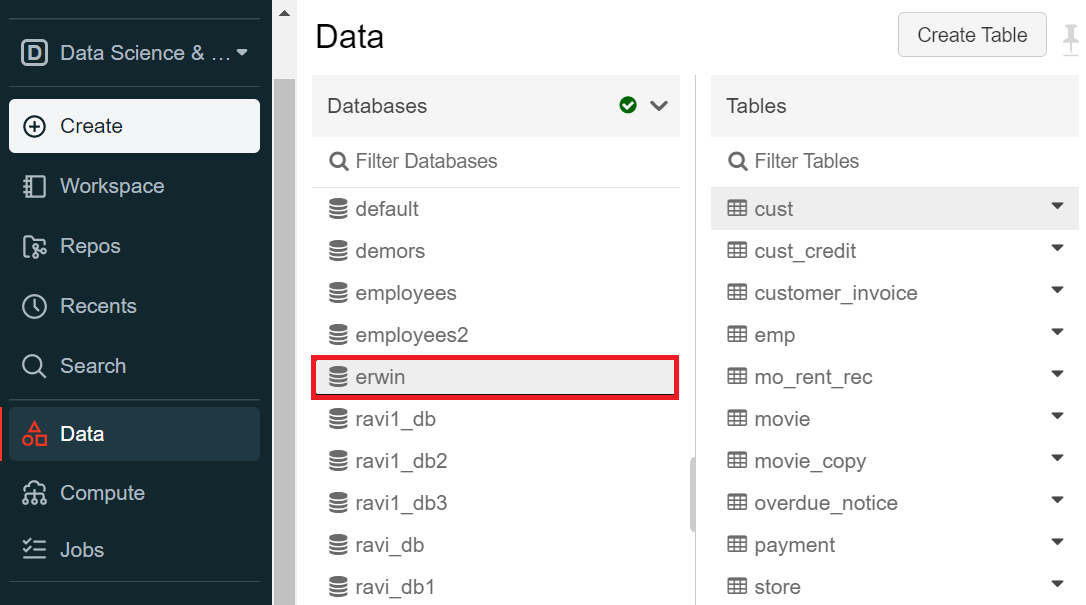 D Data Science & ...
Create
Workspace
Repos
Recents
Search
Data
Compute
Jobs
Data
Create Table
Databases
Filter Databases
default
demors
employees
employees2
erwin
ravi1_db
ravi1_db2
ravi1_db3
ravi_db
ravi_db1
Tables
Filter Tables
cust
cust_credit
customer_invoice
emp
mo_rent_rec
movie
movie_copy
overdue_notice
payment
store